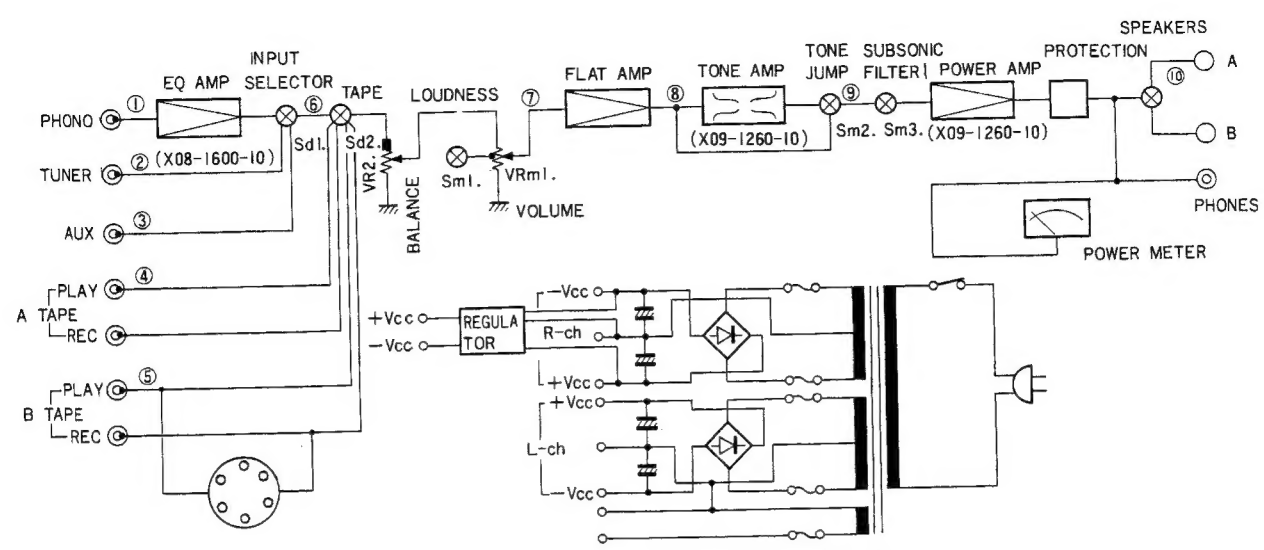 SPEAKERS
INPUT
SELECTOR
EQ AMP
TAPE
LOUDNESS
FLAT AMP
TONE AMP
TONE
JUMP
SUBSONIC
FILTER
POWER AMP
PROTECTION
① ⑥ ⑦ ⑧ ⑨ ⑩
A
B
PHONO
(X08-1600-10)
Sd1.
Sd2.
VR2.
BALANCE
Sm1.
VRm1.
VOLUME
(X09-1260-10)
Sm2.
Sm3.
(X09-1260-10)
PHONES
POWER METER
②
TUNER
③
AUX
④
PLAY
A TAPE
REC
⑤
PLAY
B TAPE
REC
+Vcc
-Vcc
REGULA
TOR
-Vcc
R-ch
+Vcc
+Vcc
L-ch
-Vcc